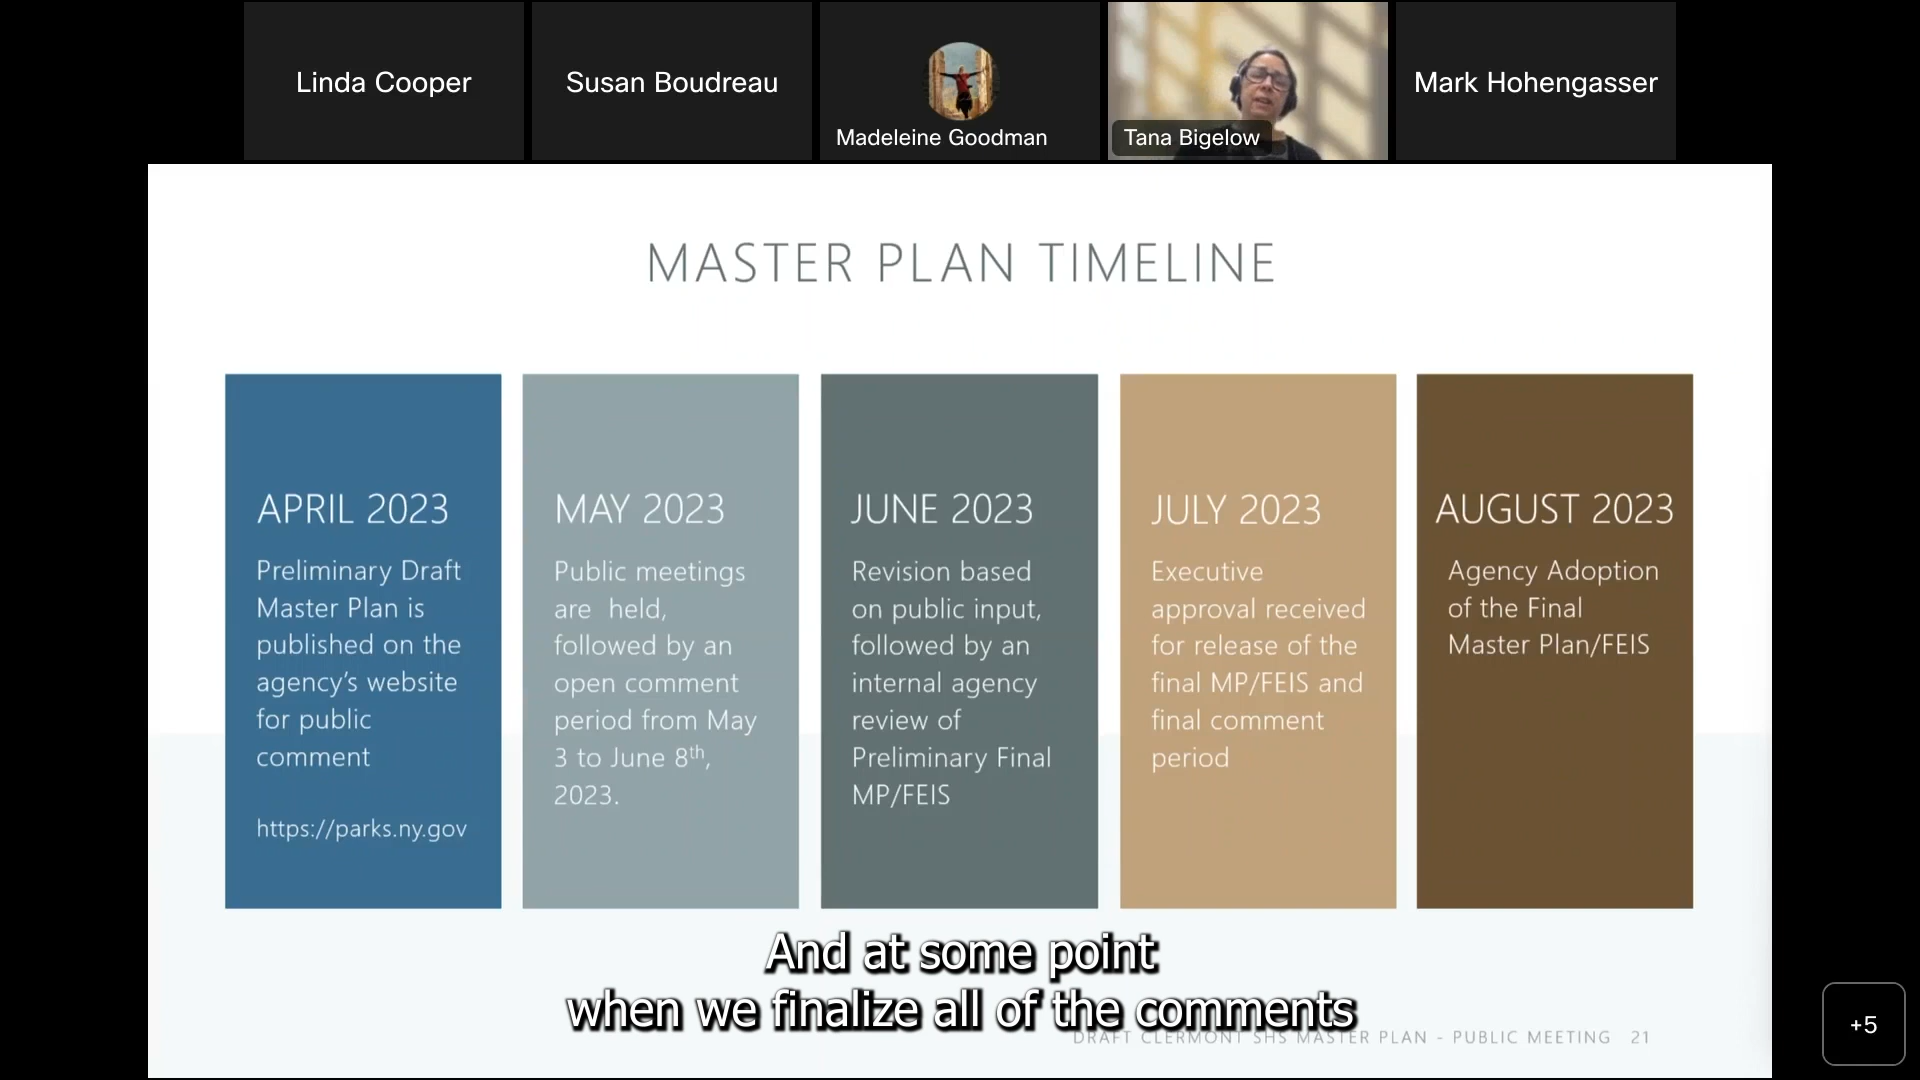 Linda Cooper
Susan Boudreau
Madeleine Goodman
Tana Bigelow
Mark Hohengasser
MASTER PLAN TIMELINE
APRIL 2023
Preliminary Draft
Master Plan is
published on the
agency's website
for public
comment
https://parks.ny.gov
MAY 2023
Public meetings
are held,
followed by an
open comment
period from May
3 to June 8th,
2023.
JUNE 2023
Revision based
on public input,
followed by an
internal agency
review of
Preliminary Final
MP/FEIS
JULY 2023
Executive
approval received
for release of the
final MP/FEIS and
final comment
period
AUGUST 2023
Agency Adoption
of the Final
Master Plan/FEIS
And at some point
when we finalize all of the comments
DRAFT CLERMONT SHS MASTER PLAN - PUBLIC MEETING 21
+5